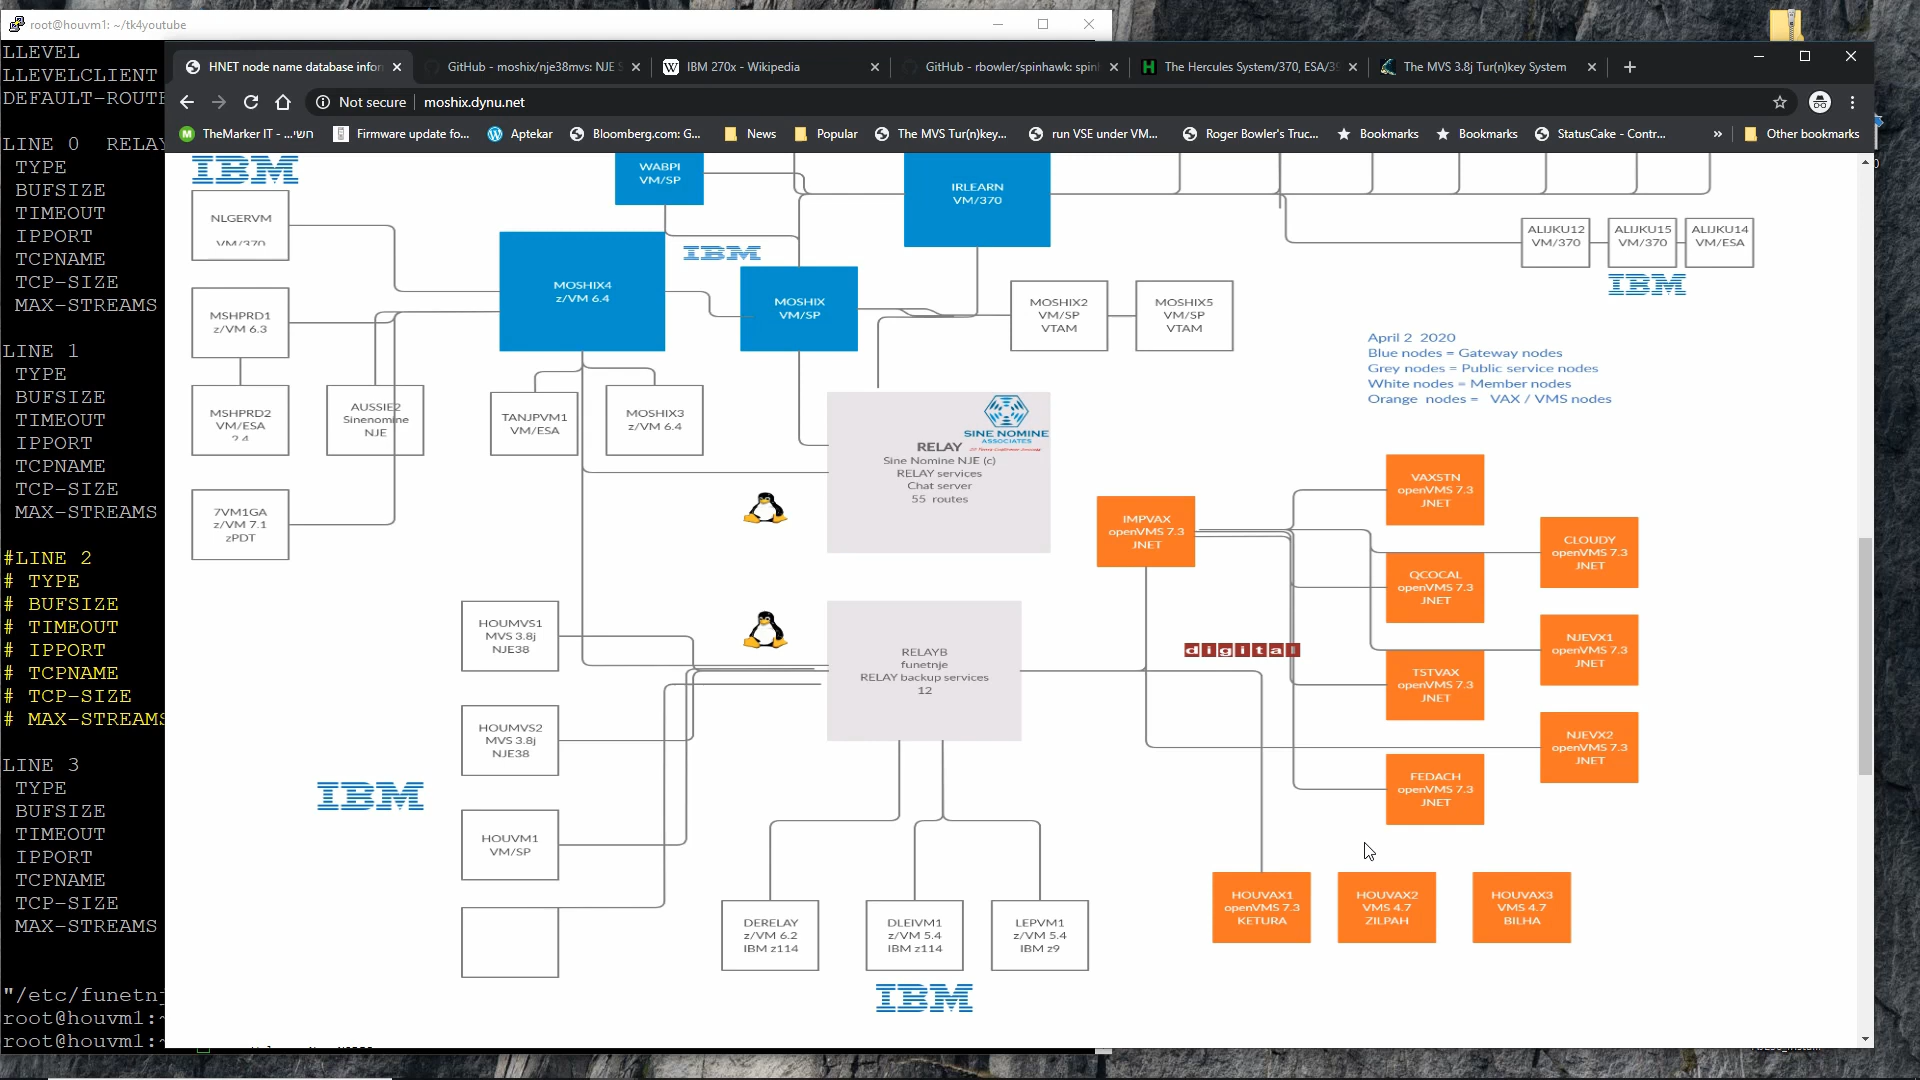 root@houvm1: ~/tk4youtube
LLEVEL
LLEVELCLIENT
DEFAULT-ROUTE
LINE 0 RELAY
TYPE
BUFSIZE
TIMEOUT
IPPORT
TCPNAME
TCP-SIZE
MAX-STREAMS
LINE 1
TYPE
BUFSIZE
TIMEOUT
IPPORT
TCPNAME
TCP-SIZE
MAX-STREAMS
#LINE 2
# TYPE
# BUFSIZE
# TIMEOUT
# IPPORT
# TCPNAME
# TCP-SIZE
# MAX-STREAMS
LINE 3
TYPE
BUFSIZE
TIMEOUT
IPPORT
TCPNAME
TCP-SIZE
MAX-STREAMS
"/etc/funetnj
root@houvm1:~
root@houvm1:~
HNET node name database infor
GitHub - moshix/nje38mvs: NJE S
IBM 270x - Wikipedia
GitHub - rbowler/spinhawk: spin
The Hercules System/370, ESA/39
The MVS 3.8j Tur(n)key System
Not secure
moshix.dynu.net
TheMarker IT - ...חשי
Firmware update fo...
Aptekar
Bloomberg.com: G...
News
Popular
The MVS Tur(n)key...
run VSE under VM...
Roger Bowler's Truc...
Bookmarks
Bookmarks
StatusCake - Contr...
»
Other bookmarks
IBM
WABPI
VM/SP
IRLEARN
VM/370
NLGERVM
VM/370
MOSHIX4
z/VM 6.4
IBM
MOSHIX
VM/SP
MOSHIX2
VM/SP
VTAM
MOSHIX5
VM/SP
VTAM
ALIJKU12
VM/370
ALIJKU15
VM/370
ALIJKU14
VM/ESA
IBM
MSHPRD1
z/VM 6.3
April 2 2020
Blue nodes = Gateway nodes
Grey nodes = Public service nodes
White nodes = Member nodes
Orange nodes = VAX / VMS nodes
MSHPRD2
VM/ESA
2.4
AUSSIE2
Sinenomine
NJE
TANJPVM1
VM/ESA
MOSHIX3
z/VM 6.4
SINE NOMINE
ASSOCIATES
RELAY
Sine Nomine NJE (c)
RELAY services
Chat server
55 routes
7VM1GA
z/VM 7.1
zPDT
IMPVAX
openVMS 7.3
JNET
VAXSTN
openVMS 7.3
JNET
CLOUDY
openVMS 7.3
JNET
QCOCAL
openVMS 7.3
JNET
HOUMVS1
MVS 3.8j
NJE38
RELAYB
funetnje
RELAY backup services
12
digital
NJEVX1
openVMS 7.3
JNET
TSTVAX
openVMS 7.3
JNET
HOUMVS2
MVS 3.8j
NJE38
NJEVX2
openVMS 7.3
JNET
FEDACH
openVMS 7.3
JNET
IBM
HOUVM1
VM/SP
DERELAY
z/VM 6.2
IBM z114
DLEIVM1
z/VM 5.4
IBM z114
LEPVM1
z/VM 5.4
IBM z9
HOUVAX1
openVMS 7.3
KETURA
HOUVAX2
VMS 4.7
ZILPAH
HOUVAX3
VMS 4.7
BILHA
IBM